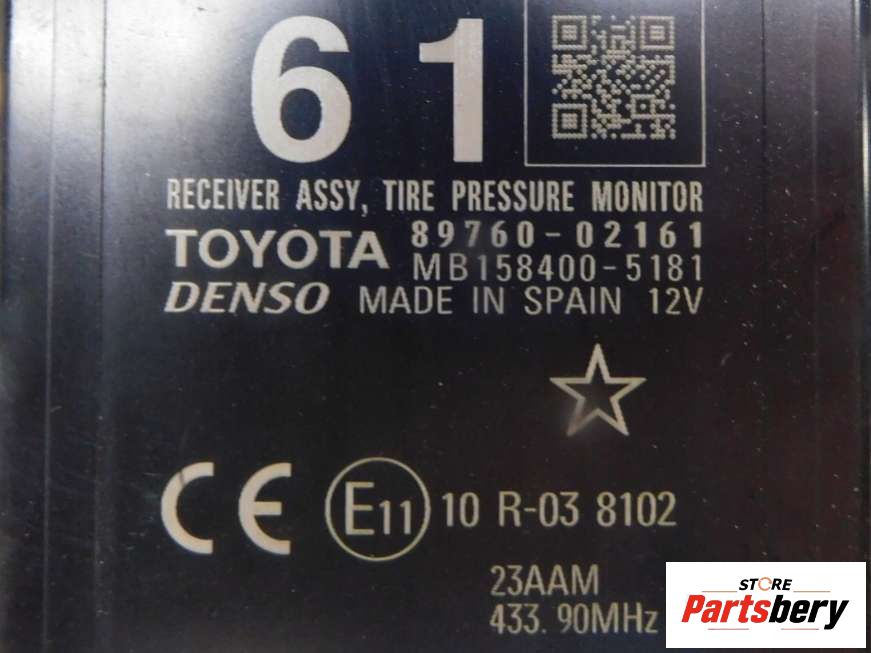 61
RECEIVER ASSY, TIRE PRESSURE MONITOR
TOYOTA 89760-02161
MB158400-5181
DENSO MADE IN SPAIN 12V
CE E11 10 R-03 8102
23AAM
433.90MHz
STORE
Partsbery